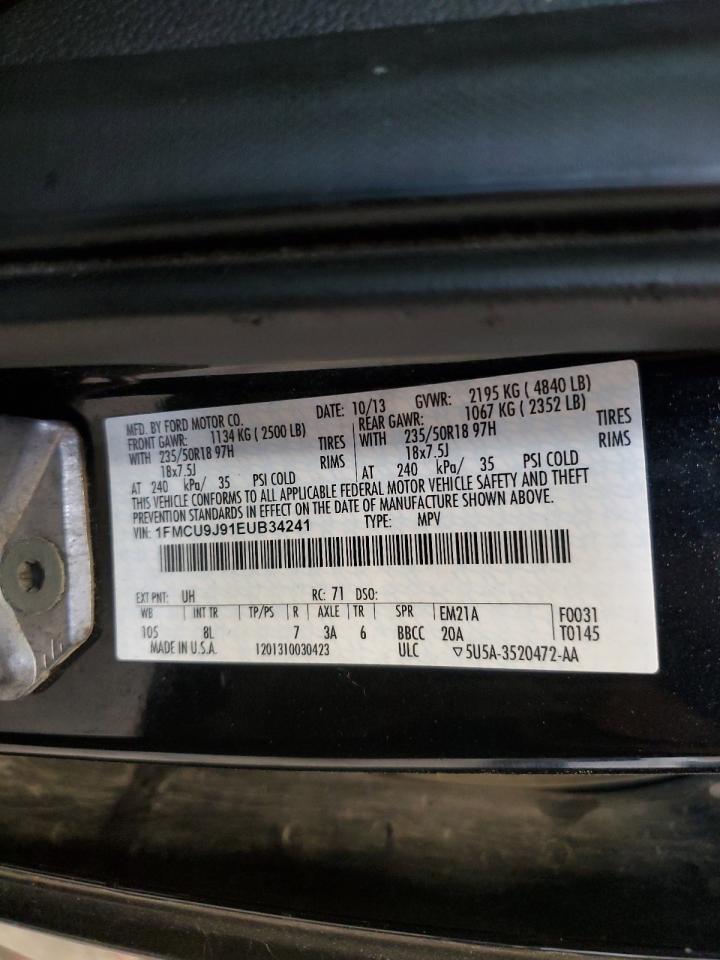 MFD. BY FORD MOTOR CO. DATE: 10/13 GVWR: 2195 KG ( 4840 LB)
FRONT GAWR: 1134 KG ( 2500 LB) REAR GAWR: 1067 KG ( 2352 LB)
WITH 235/50R18 97H TIRES WITH 235/50R18 97H TIRES
18x7.5J RIMS 18x7.5J RIMS
AT 240 kPa/ 35 PSI COLD AT 240 kPa/ 35 PSI COLD
THIS VEHICLE CONFORMS TO ALL APPLICABLE FEDERAL MOTOR VEHICLE SAFETY AND THEFT
PREVENTION STANDARDS IN EFFECT ON THE DATE OF MANUFACTURE SHOWN ABOVE.
VIN: 1FMCU9J91EUB34241 TYPE: MPV
EXT PNT: UH RC: 71 DSO:
WB INT TR TP/PS R AXLE TR SPR EM21A F0031
105 8L 7 3A 6 BBCC 20A T0145
MADE IN U.S.A. 1201310030423 ULC ▽5U5A-3520472-AA